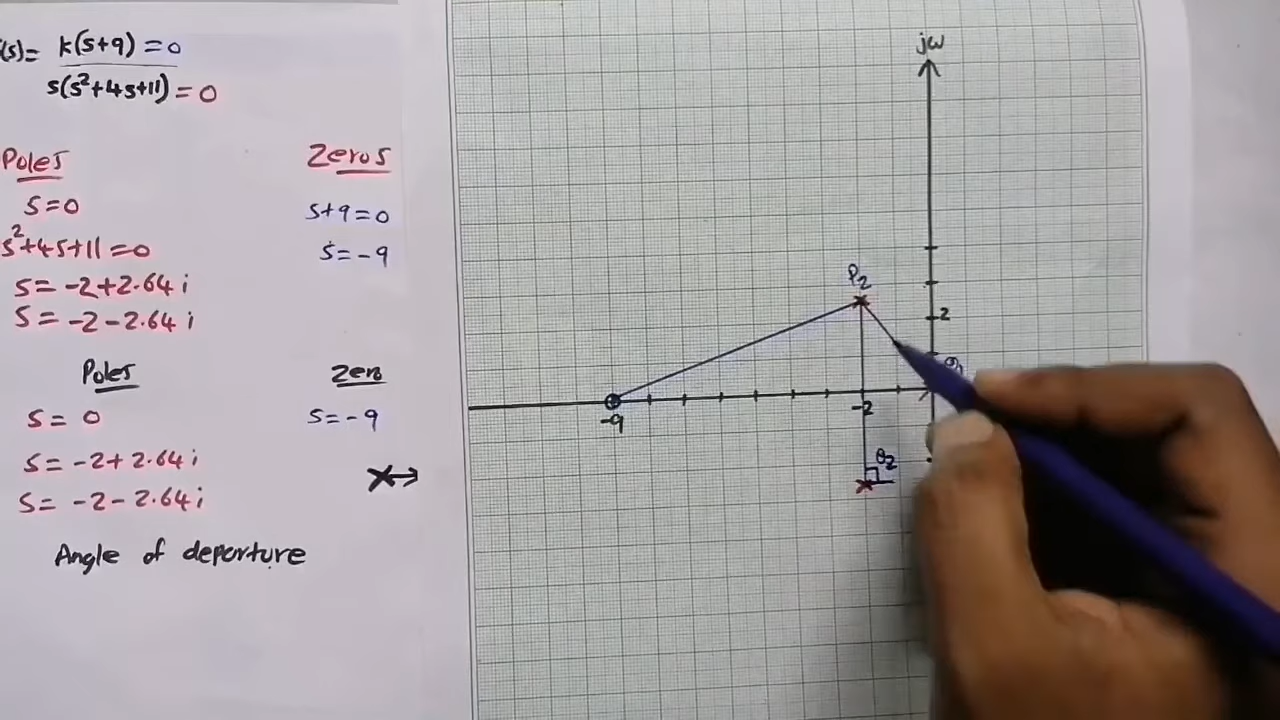 (s)= k(s+9) = 0
s(s²+4s+11) = 0
Poles
s=0
s²+4s+11=0
s= -2+2.64i
s= -2-2.64i
Zeros
s+9=0
s=-9
Poles
s= 0
s= -2+2.64i
s= -2-2.64i
Zero
s=-9
Angle of departure
jω
P2
2
-9
-2
θ2